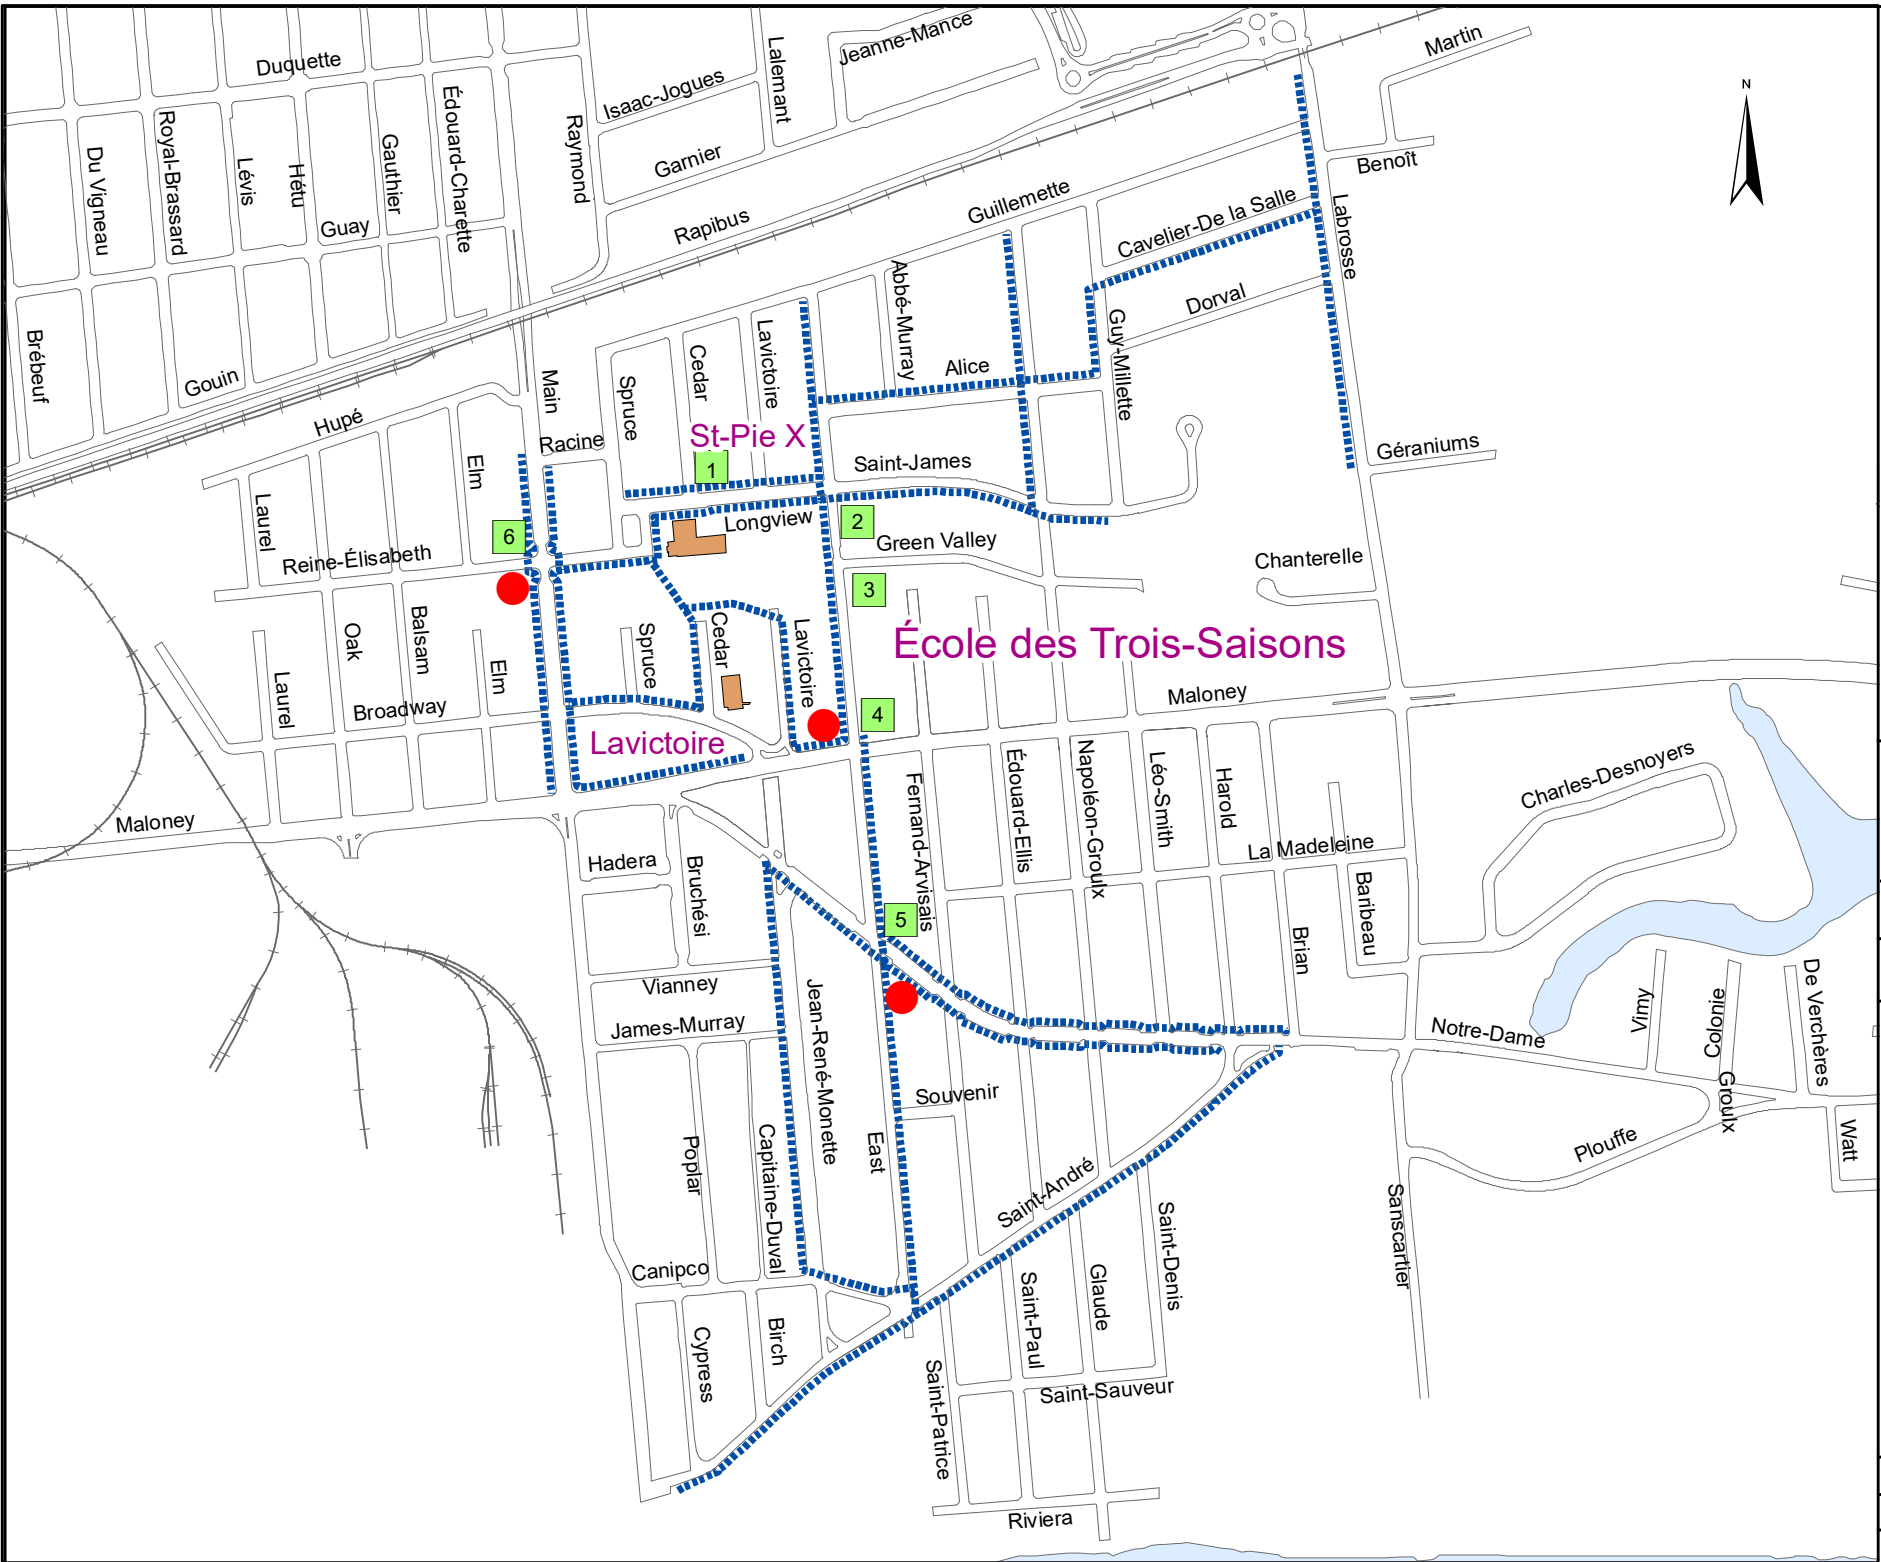 Duquette
Isaac-Jogues
Lalemant
Jeanne-Mance
Martin
N
Du Vigneau
Royal-Brassard
Lévis
Hétu
Gauthier
Édouard-Charette
Raymond
Garnier
Guay
Rapibus
Guillemette
Benoît
Cavelier-De la Salle
Labrosse
Brébeuf
Gouin
Hupé
Main
Spruce
Cedar
Lavictoire
Abbé-Murray
Alice
Guy-Millette
Dorval
Racine
St-Pie X
1
Elm
Saint-James
Géraniums
Laurel
6
Reine-Élisabeth
Longview
2
Green Valley
3
Chanterelle
Oak
Balsam
Elm
Laurel
Broadway
Spruce
Cedar
Lavictoire
École des Trois-Saisons
Maloney
4
Lavictoire
Maloney
Hadera
Bruchési
Fernand-Arvisais
Édouard-Ellis
Napoléon-Groulx
Léo-Smith
Harold
La Madeleine
Charles-Desnoyers
Baribeau
Brian
5
Vianney
James-Murray
Jean-René-Monette
Notre-Dame
Vimy
Colonie
De Verchères
Groulx
Watt
Souvenir
East
Poplar
Capitaine-Duval
Saint-André
Plouffe
Sanscartier
Canipco
Cypress
Birch
Saint-Denis
Glaude
Saint-Paul
Saint-Patrice
Saint-Sauveur
Riviera